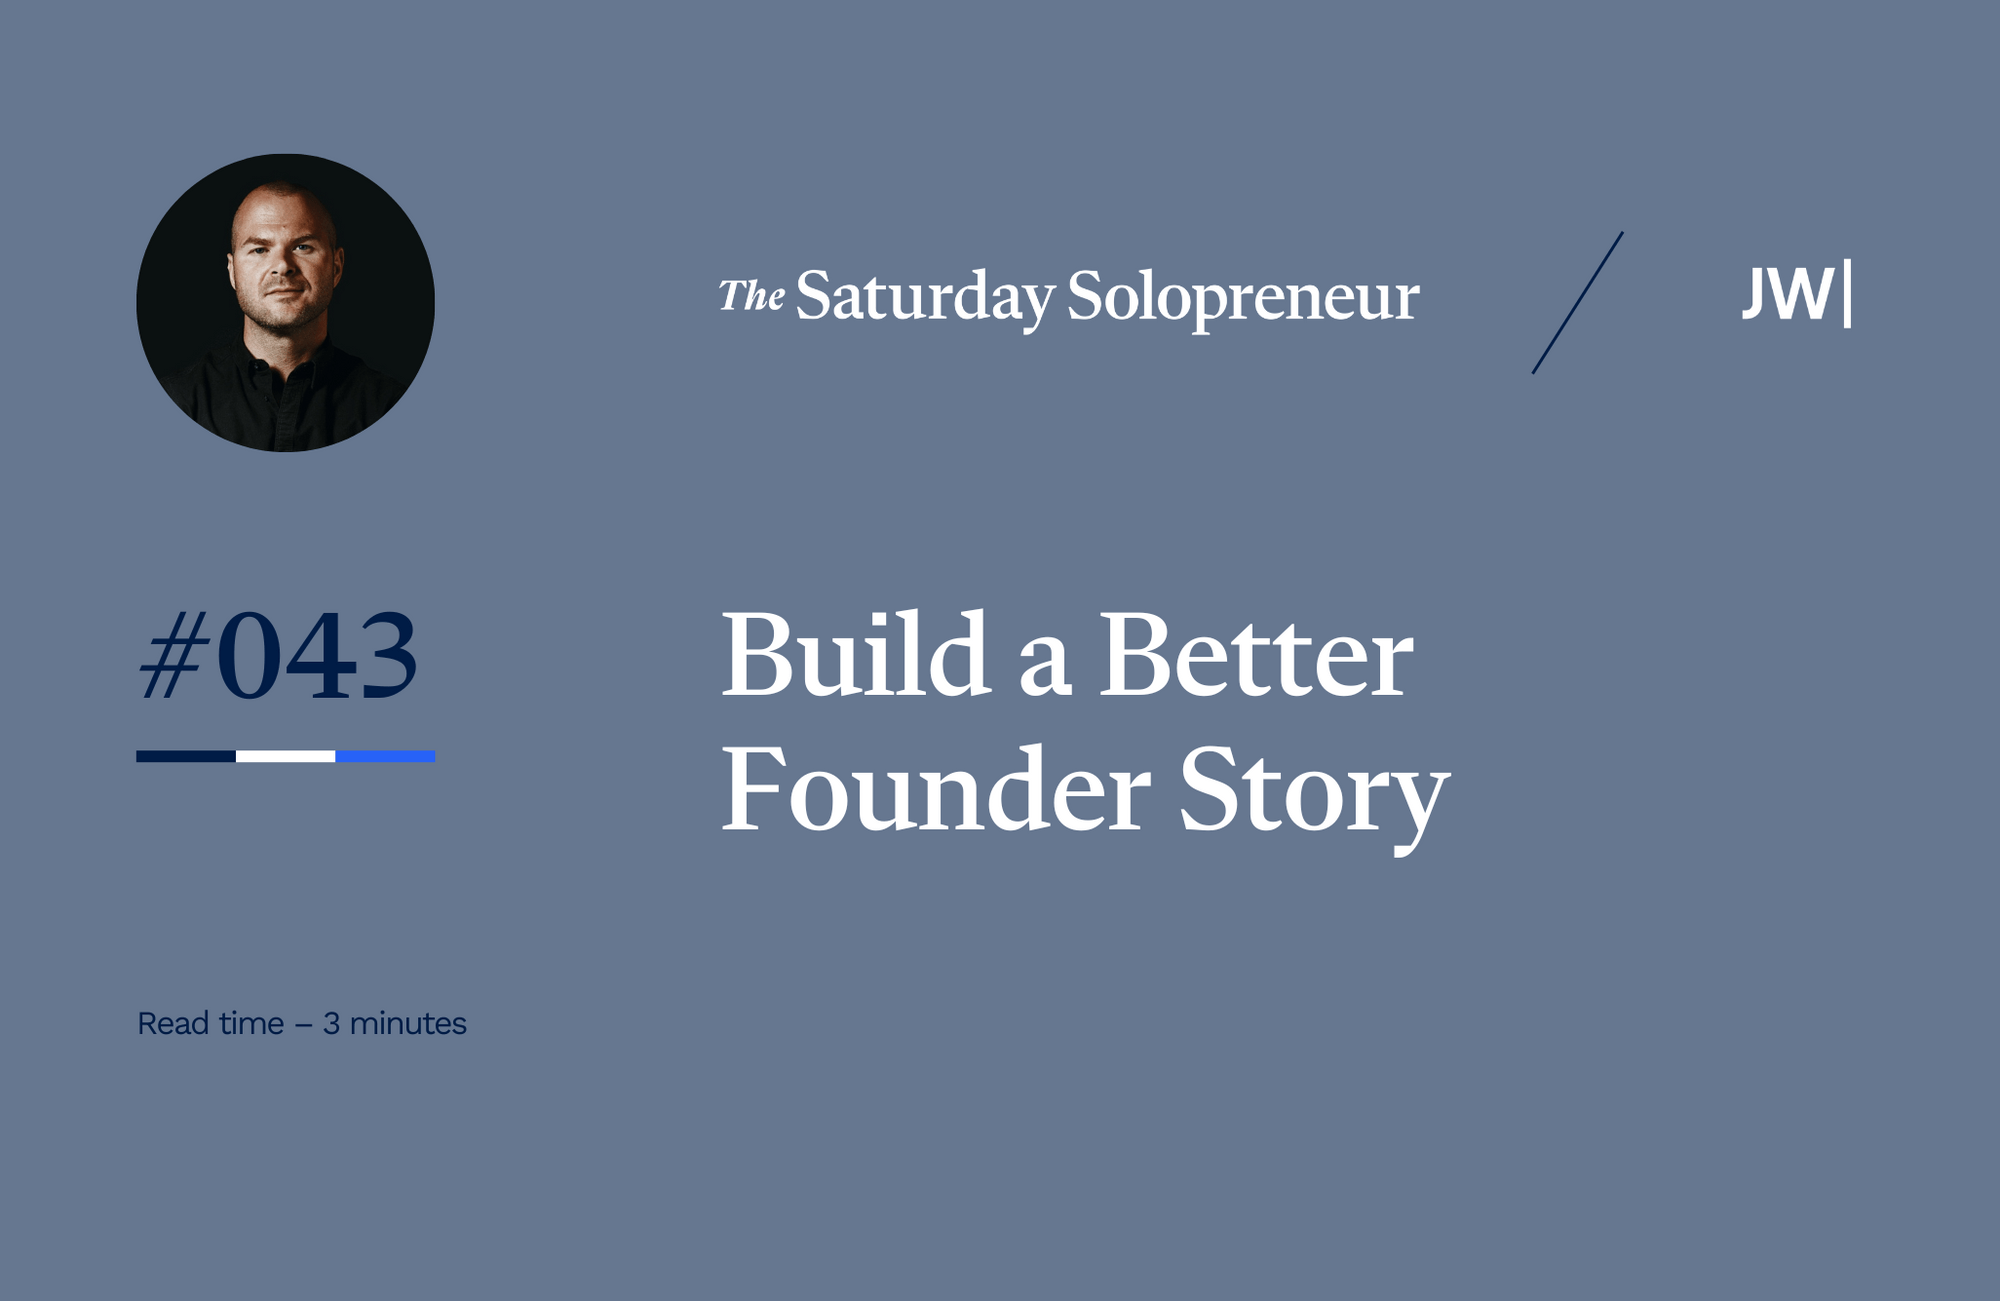 The Saturday Solopreneur
JW|
#043
Build a Better
Founder Story
Read time – 3 minutes